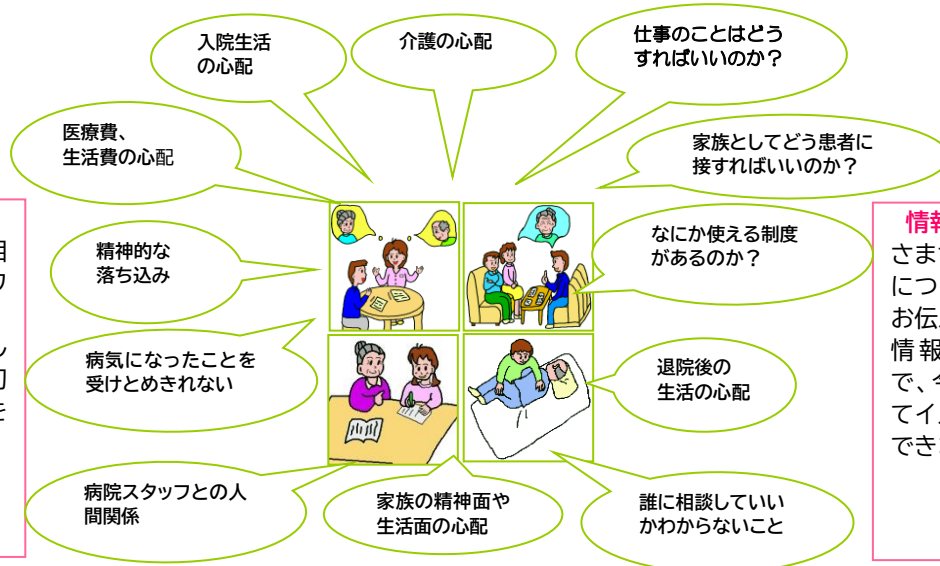 入院生活
の心配
介護の心配
仕事のことはどう
すればいいのか？
医療費、
生活費の心配
家族としてどう患者に
接すればいいのか？
精神的な
落ち込み
なにか使える制度
があるのか？
病気になったことを
受けとめきれない
退院後の
生活の心配
病院スタッフとの人
間関係
家族の精神面や
生活面の心配
誰に相談していい
かわからないこと
さま
につ
お伝
情報
で、今
てイ
でき